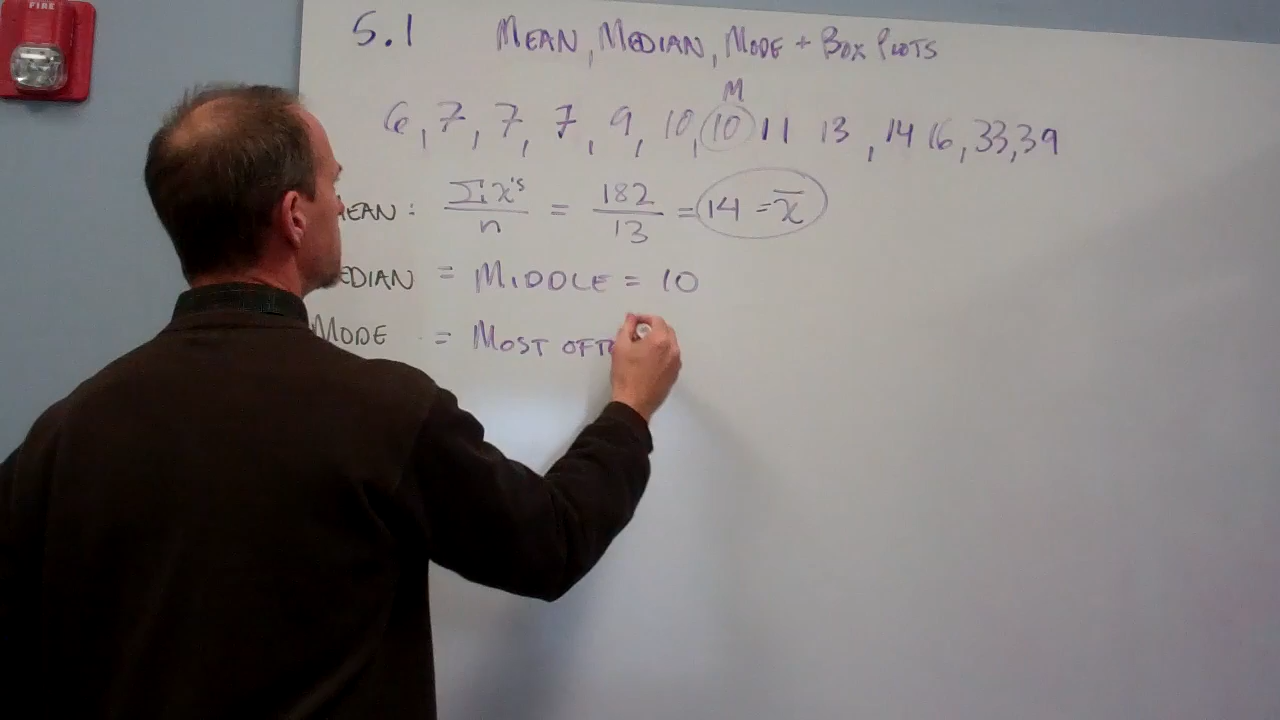 FIRE
5.1 MEAN, MEDIAN, MODE + BOX PLOTS
M
6, 7, 7, 7, 9, 10, 10 11 13, 14 16, 33, 39
EAN: Σx's / n = 182 / 13 = 14 = x̄
EDIAN = MIDDLE = 10
MODE = MOST OFT